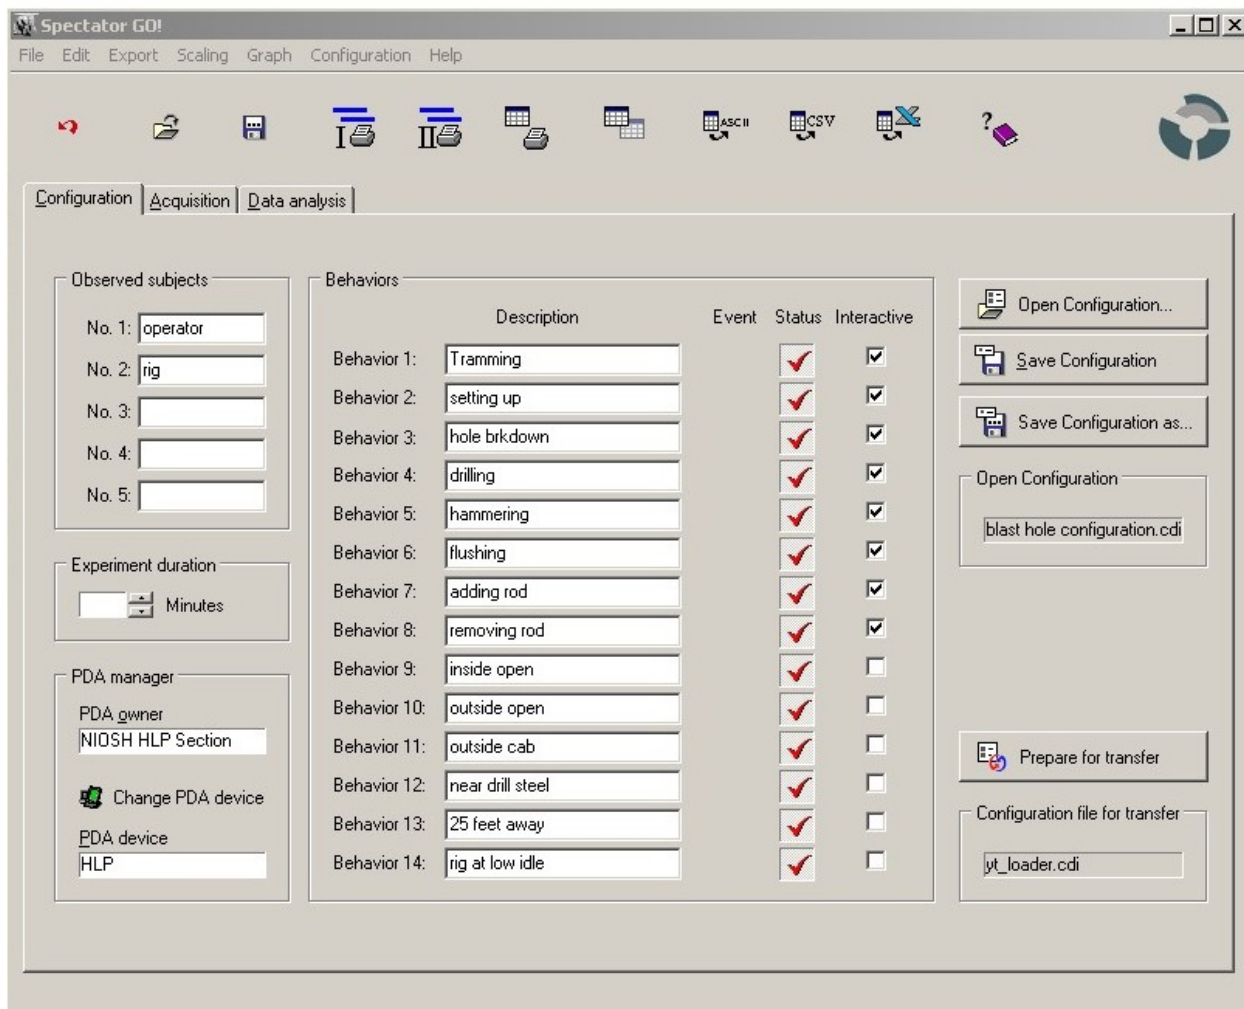 Spectator GO!
File Edit Export Scaling Graph Configuration Help
I II ASCII CSV X ?
Configuration Acquisition Data analysis
Observed subjects
No. 1: operator
No. 2: rig
No. 3:
No. 4:
No. 5:
Experiment duration
Minutes
PDA manager
PDA owner
NIOSH HLP Section
Change PDA device
PDA device
HLP
Behaviors
Description Event Status Interactive
Behavior 1: Tramming
Behavior 2: setting up
Behavior 3: hole brkdown
Behavior 4: drilling
Behavior 5: hammering
Behavior 6: flushing
Behavior 7: adding rod
Behavior 8: removing rod
Behavior 9: inside open
Behavior 10: outside open
Behavior 11: outside cab
Behavior 12: near drill steel
Behavior 13: 25 feet away
Behavior 14: rig at low idle
Open Configuration...
Save Configuration
Save Configuration as...
Open Configuration
blast hole configuration.cdi
Prepare for transfer
Configuration file for transfer
yt_loader.cdi